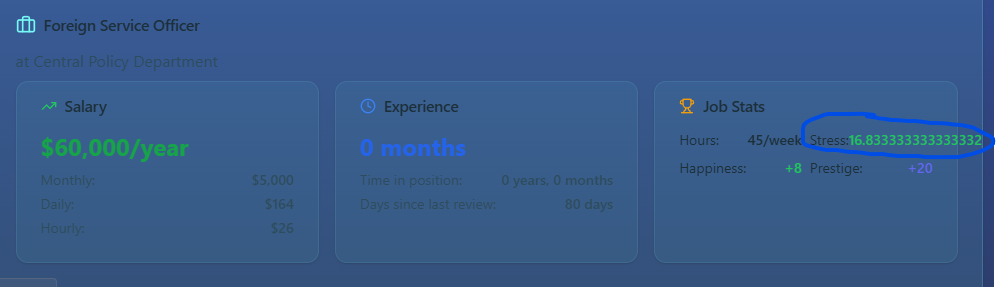 Foreign Service Officer
at Central Policy Department
Salary
$60,000/year
Monthly: $5,000
Daily: $164
Hourly: $26
Experience
0 months
Time in position: 0 years, 0 months
Days since last review: 80 days
Job Stats
Hours: 45/week Stress:16.833333333333332
Happiness: +8 Prestige: +20